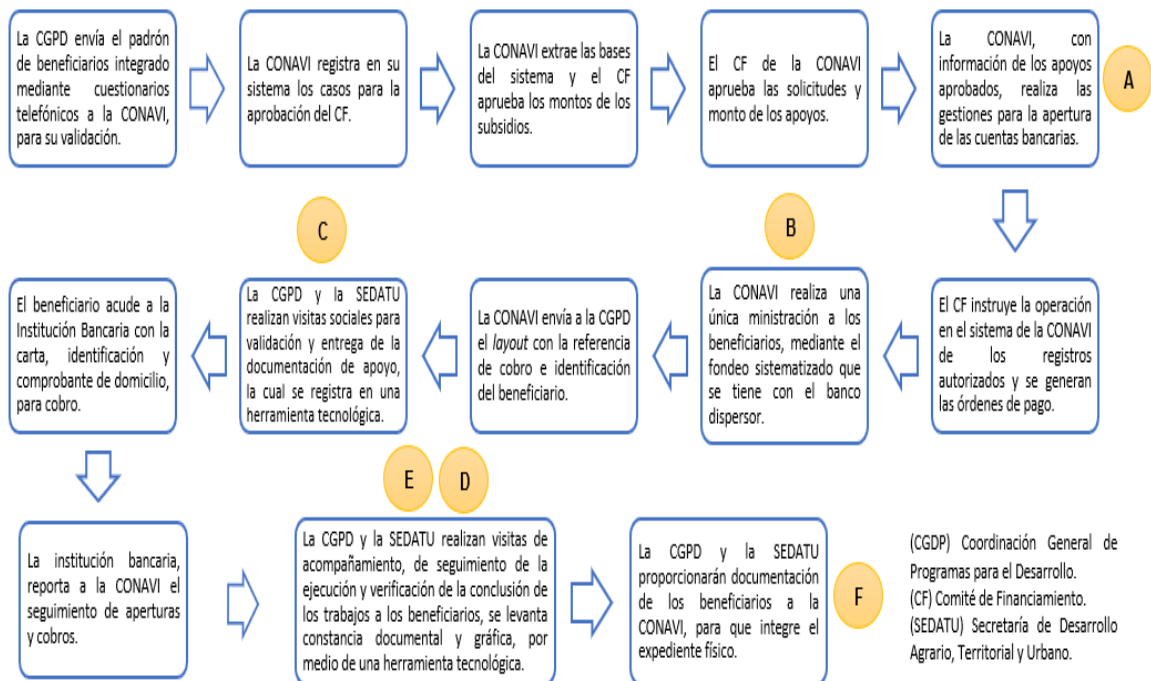 La CGPD envía el padrón
de beneficiarios integrado
mediante cuestionarios
telefónicos a la CONAVI,
para su validación.
La CONAVI registra en su
sistema los casos para la
aprobación del CF.
La CONAVI extrae las bases
del sistema y el CF
aprueba los montos de los
subsidios.
El CF de la CONAVI
aprueba las solicitudes y
monto de los apoyos.
La CONAVI, con
información de los apoyos
aprobados, realiza las
gestiones para la apertura
de las cuentas bancarias.
A
El CF instruye la operación
en el sistema de la CONAVI
de los registros
autorizados y se generan
las órdenes de pago.
B
La CONAVI realiza una
única ministración a los
beneficiarios, mediante el
fondeo sistematizado que
se tiene con el banco
dispersor.
La CONAVI envía a la CGPD
el layout con la referencia
de cobro e identificación
del beneficiario.
C
La CGPD y la SEDATU
realizan visitas sociales para
validación y entrega de la
documentación de apoyo,
la cual se registra en una
herramienta tecnológica.
El beneficiario acude a la
Institución Bancaria con la
carta, identificación y
comprobante de domicilio,
para cobro.
La institución bancaria,
reporta a la CONAVI el
seguimiento de aperturas
y cobros.
E
D
La CGPD y la SEDATU realizan visitas de
acompañamiento, de seguimiento de la
ejecución y verificación de la conclusión de
los trabajos a los beneficiarios, se levanta
constancia documental y gráfica, por
medio de una herramienta tecnológica.
La CGPD y la SEDATU
proporcionarán documentación
de los beneficiarios a la
CONAVI, para que integre el
expediente físico.
F
(CGDP) Coordinación General de
Programas para el Desarrollo.
(CF) Comité de Financiamiento.
(SEDATU) Secretaría de Desarrollo
Agrario, Territorial y Urbano.